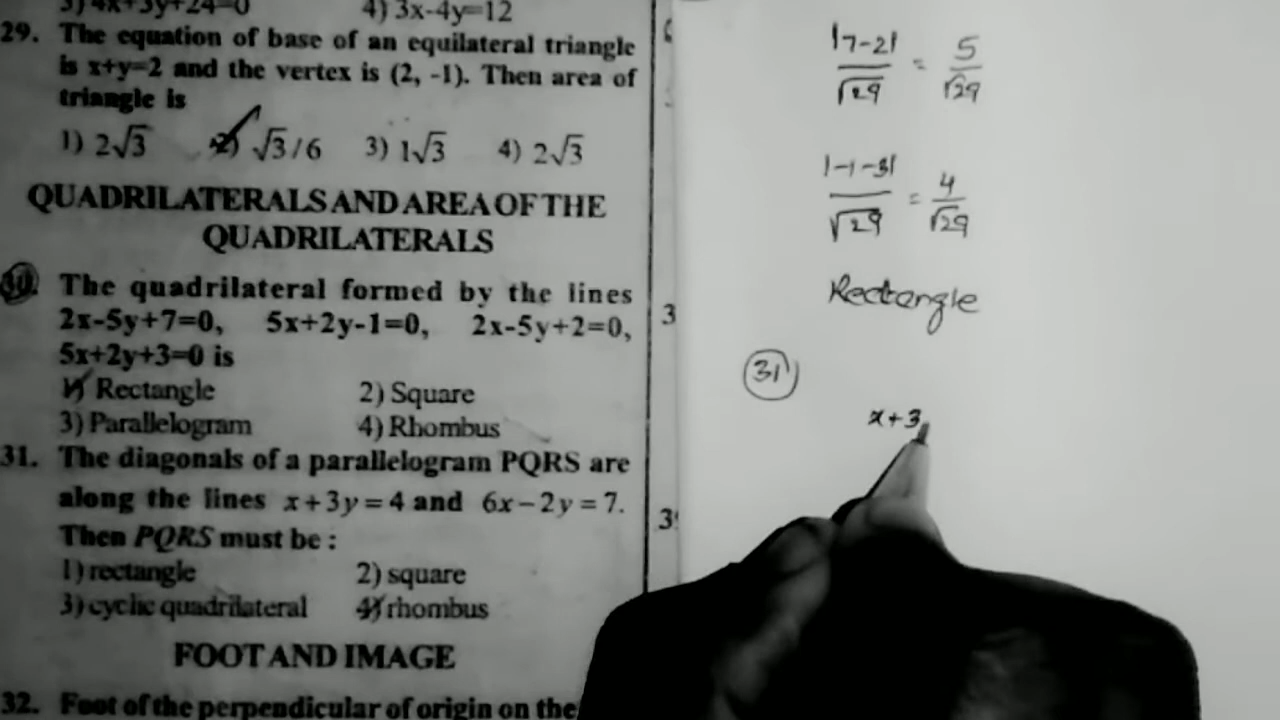 3) 4x+3y+24=0 4) 3x-4y=12
29. The equation of base of an equilateral triangle
is x+y=2 and the vertex is (2, -1). Then area of
triangle is
1) 2√3 2) √3/6 3) 1√3 4) 2√3
QUADRILATERALS AND AREA OF THE
QUADRILATERALS
30. The quadrilateral formed by the lines
2x-5y+7=0, 5x+2y-1=0, 2x-5y+2=0,
5x+2y+3=0 is
1) Rectangle 2) Square
3) Parallelogram 4) Rhombus
31. The diagonals of a parallelogram PQRS are
along the lines x+3y=4 and 6x-2y=7.
Then PQRS must be :
1) rectangle 2) square
3) cyclic quadrilateral 4) rhombus
FOOT AND IMAGE
32. Foot of the perpendicular of origin on the
3
|7-2|/√29 = 5/√29
|-1-3|/√29 = 4/√29
Rectangle
31)
x+3